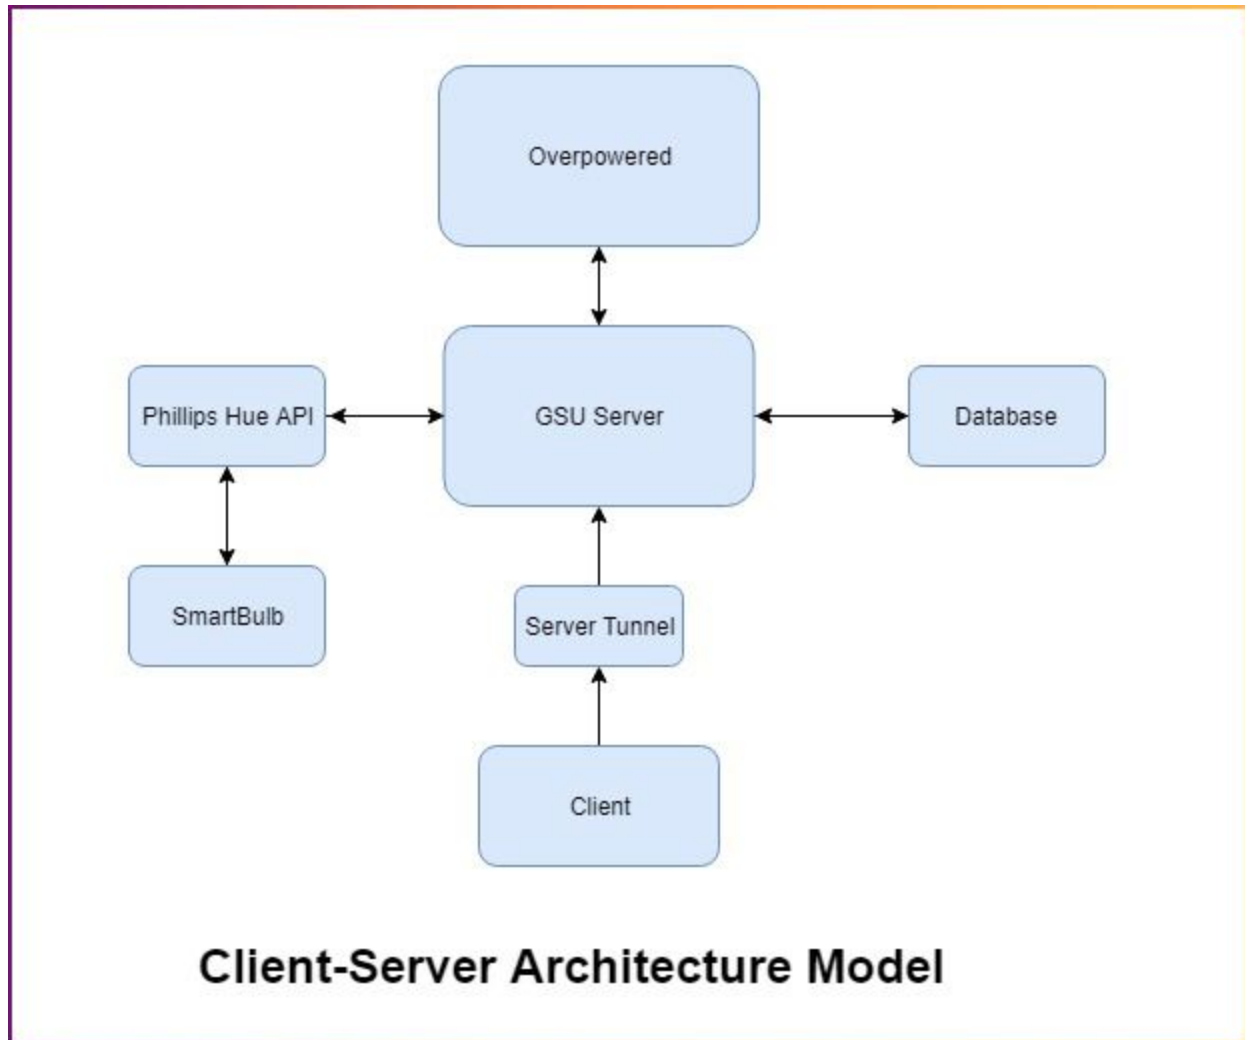 Overpowered
Phillips Hue API
GSU Server
Database
SmartBulb
Server Tunnel
Client
Client-Server Architecture Model